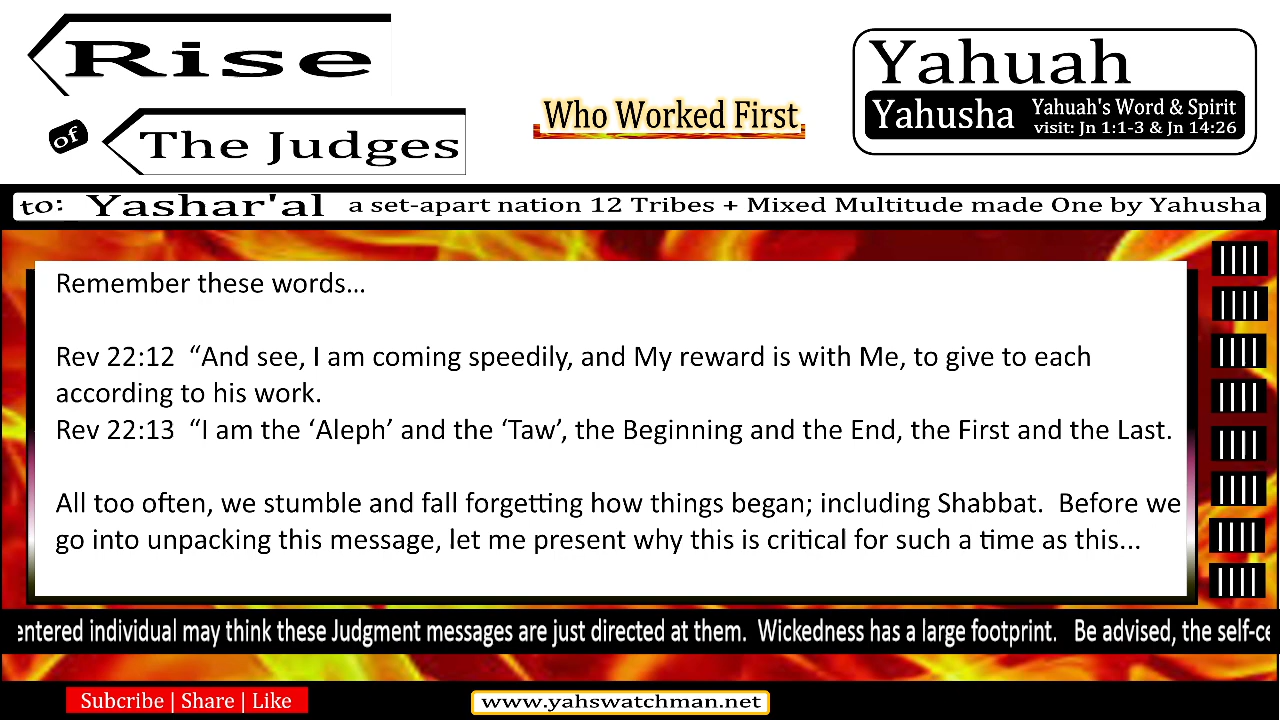 Rise
of
The Judges
Who Worked First
Yahuah
Yahusha Yahuah's Word & Spirit
visit: Jn 1:1-3 & Jn 14:26
to: Yashar'al a set-apart nation 12 Tribes + Mixed Multitude made One by Yahusha
Remember these words...
Rev 22:12 “And see, I am coming speedily, and My reward is with Me, to give to each
according to his work.
Rev 22:13 “I am the ‘Aleph’ and the ‘Taw’, the Beginning and the End, the First and the Last.
All too often, we stumble and fall forgetting how things began; including Shabbat. Before we
go into unpacking this message, let me present why this is critical for such a time as this...
entered individual may think these Judgment messages are just directed at them. Wickedness has a large footprint. Be advised, the self-ce
Subcribe | Share | Like
www.yahswatchman.net